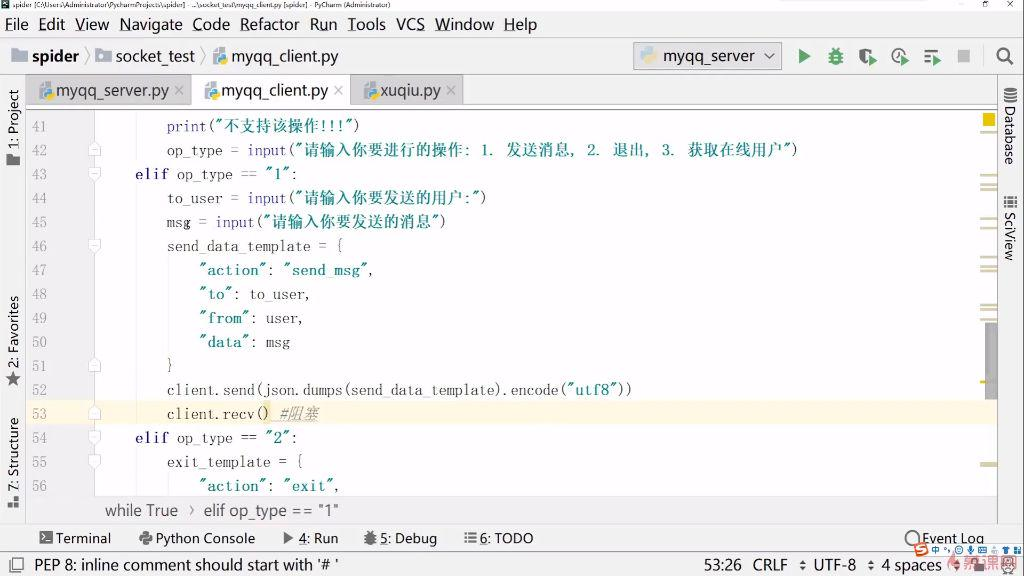 spider [C:\Users\Administrator\PycharmProjects\spider] - ...\socket_test\myqq_client.py [spider] - PyCharm (Administrator)
File Edit View Navigate Code Refactor Run Tools VCS Window Help
spider socket_test myqq_client.py myqq_server
myqq_server.py myqq_client.py xuqiu.py
1: Project
2: Favorites
7: Structure
41 print("不支持该操作!!!")
42 op_type = input("请输入你要进行的操作: 1. 发送消息, 2. 退出, 3. 获取在线用户")
43 elif op_type == "1":
44 to_user = input("请输入你要发送的用户:")
45 msg = input("请输入你要发送的消息")
46 send_data_template = {
47 "action": "send_msg",
48 "to": to_user,
49 "from": user,
50 "data": msg
51 }
52 client.send(json.dumps(send_data_template).encode("utf8"))
53 client.recv() #阻塞
54 elif op_type == "2":
55 exit_template = {
56 "action": "exit",
Database
SciView
while True › elif op_type == "1"
Terminal Python Console 4: Run 5: Debug 6: TODO Event Log
PEP 8: inline comment should start with '# ' 53:26 CRLF UTF-8 4 spaces
中
慕课网